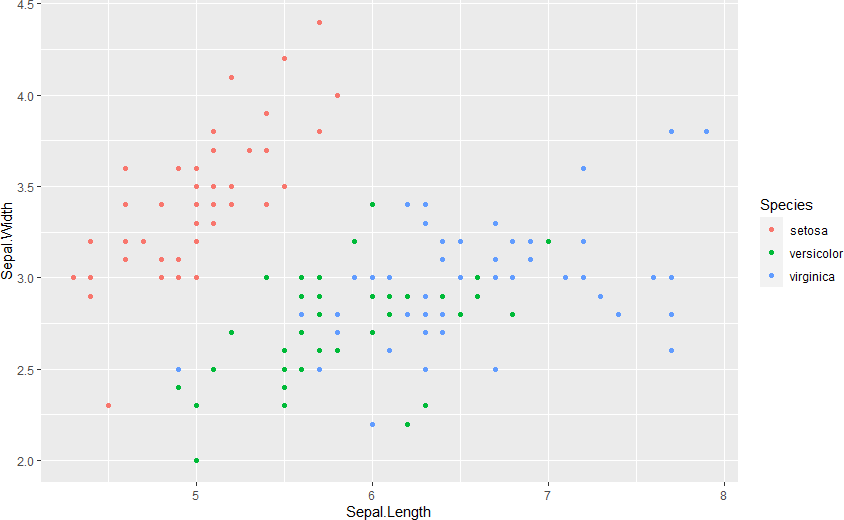 4.5
4.0
3.5
3.0
2.5
2.0
Sepal.Width
5 6 7 8
Sepal.Length
Species
setosa
versicolor
virginica